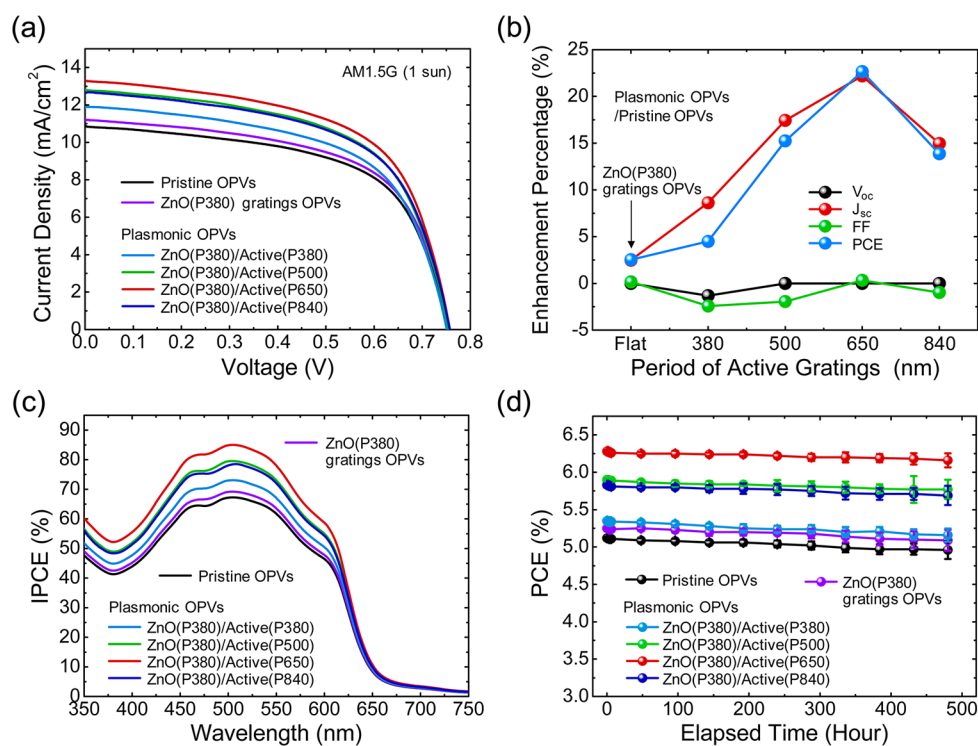 (a)
14
12
10
8
6
4
2
0
Current Density (mA/cm²)
AM1.5G (1 sun)
Pristine OPVs
ZnO(P380) gratings OPVs
Plasmonic OPVs
ZnO(P380)/Active(P380)
ZnO(P380)/Active(P500)
ZnO(P380)/Active(P650)
ZnO(P380)/Active(P840)
0.0 0.1 0.2 0.3 0.4 0.5 0.6 0.7 0.8
Voltage (V)
(b)
25
20
15
10
5
0
-5
Enhancement Percentage (%)
Plasmonic OPVs
/Pristine OPVs
ZnO(P380)
gratings OPVs
Voc
Jsc
FF
PCE
Flat 380 500 650 840
Period of Active Gratings (nm)
(c)
90
80
70
60
50
40
30
20
10
0
IPCE (%)
ZnO(P380)
gratings OPVs
Pristine OPVs
Plasmonic OPVs
ZnO(P380)/Active(P380)
ZnO(P380)/Active(P500)
ZnO(P380)/Active(P650)
ZnO(P380)/Active(P840)
350 400 450 500 550 600 650 700 750
Wavelength (nm)
(d)
6.5
6.0
5.5
5.0
4.5
4.0
3.5
3.0
PCE (%)
Pristine OPVs
ZnO(P380)
gratings OPVs
Plasmonic OPVs
ZnO(P380)/Active(P380)
ZnO(P380)/Active(P500)
ZnO(P380)/Active(P650)
ZnO(P380)/Active(P840)
0 100 200 300 400 500
Elapsed Time (Hour)